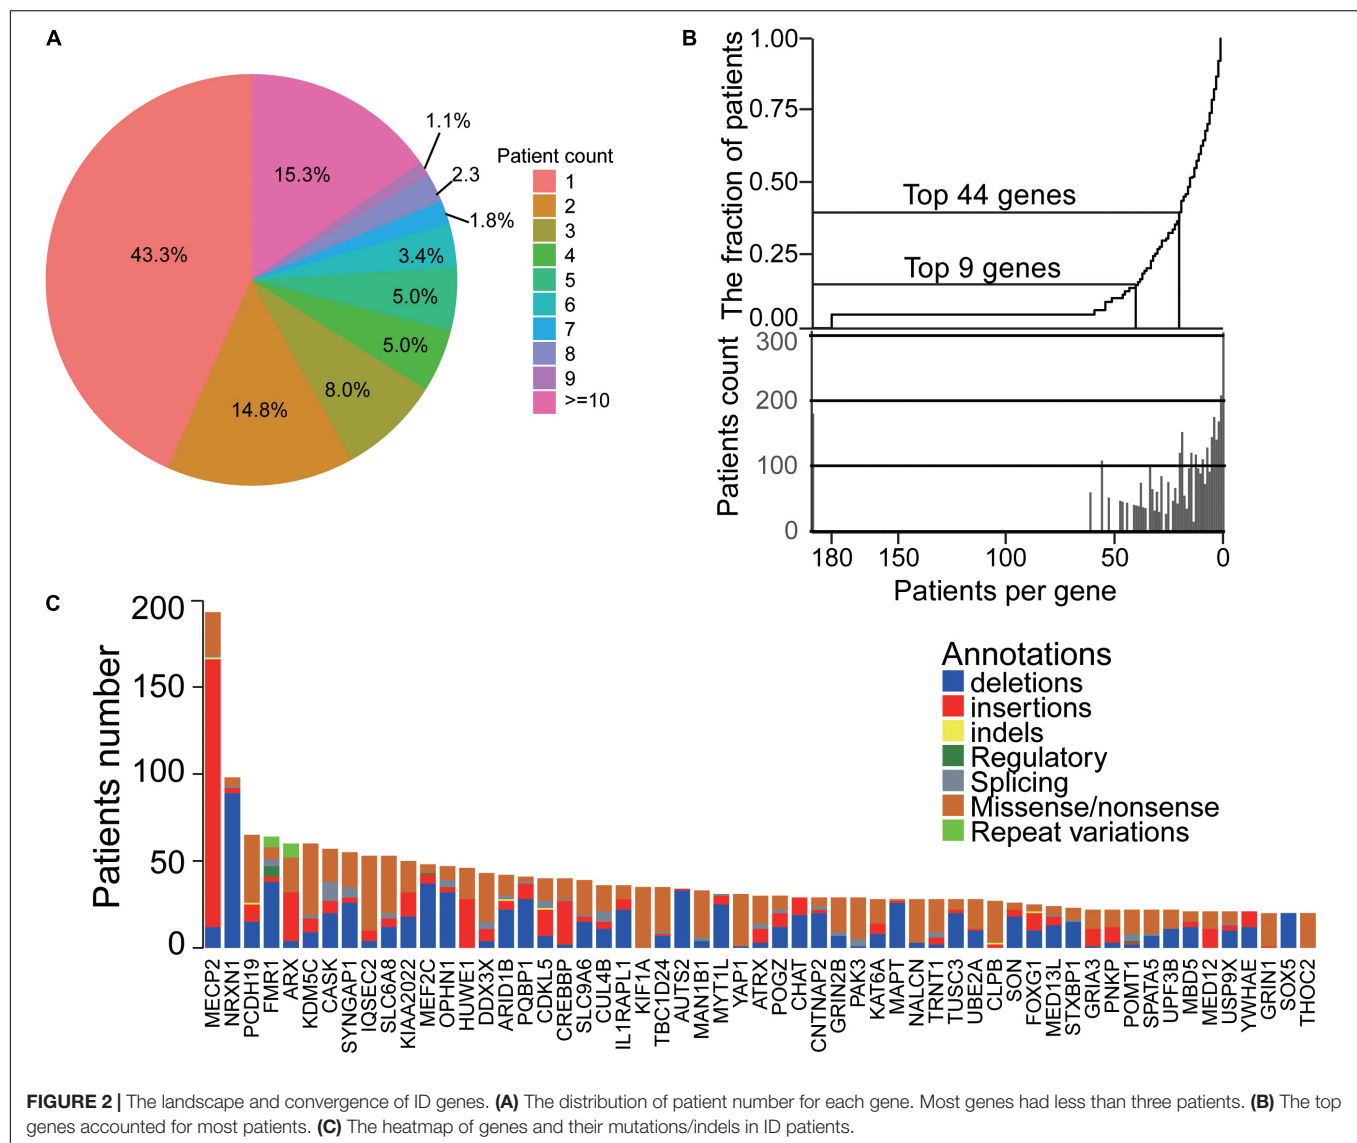 A
15.3%
1.1%
2.3
1.8%
3.4%
5.0%
5.0%
8.0%
14.8%
43.3%
Patient count
1
2
3
4
5
6
7
8
9
>=10
B
The fraction of patients
1.00
0.75
0.50
0.25
0.00
Top 44 genes
Top 9 genes
Patients count
300
200
100
0
180
150
100
50
0
Patients per gene
C
Patients number
200
150
100
50
0
Annotations
deletions
insertions
indels
Regulatory
Splicing
Missense/nonsense
Repeat variations
MECP2
NRXN1
PCDH19
FMR1
ARX
KDM5C
CASK
SYNGAP1
IQSEC2
SLC6A8
KIAA2022
MEF2C
OPHN1
HUWE1
DDX3X
ARID1B
PQBP1
CDKL5
CREBBP
SLC9A6
CUL4B
IL1RAPL1
KIF1A
TBC1D24
AUTS2
MAN1B1
MYT1L
YAP1
ATRX
POGZ
CHAT
CNTNAP2
GRIN2B
PAK3
KAT6A
MAPT
NALCN
TRNT1
TUSC3
UBE2A
CLPB
SON
FOXG1
MED13L
STXBP1
GRIA3
PNKP
POMT1
SPATA5
UPF3B
MBD5
MED12
USP9X
YWHAE
GRIN1
SOX5
THOC2
FIGURE 2 | The landscape and convergence of ID genes. (A) The distribution of patient number for each gene. Most genes had less than three patients. (B) The top
genes accounted for most patients. (C) The heatmap of genes and their mutations/indels in ID patients.